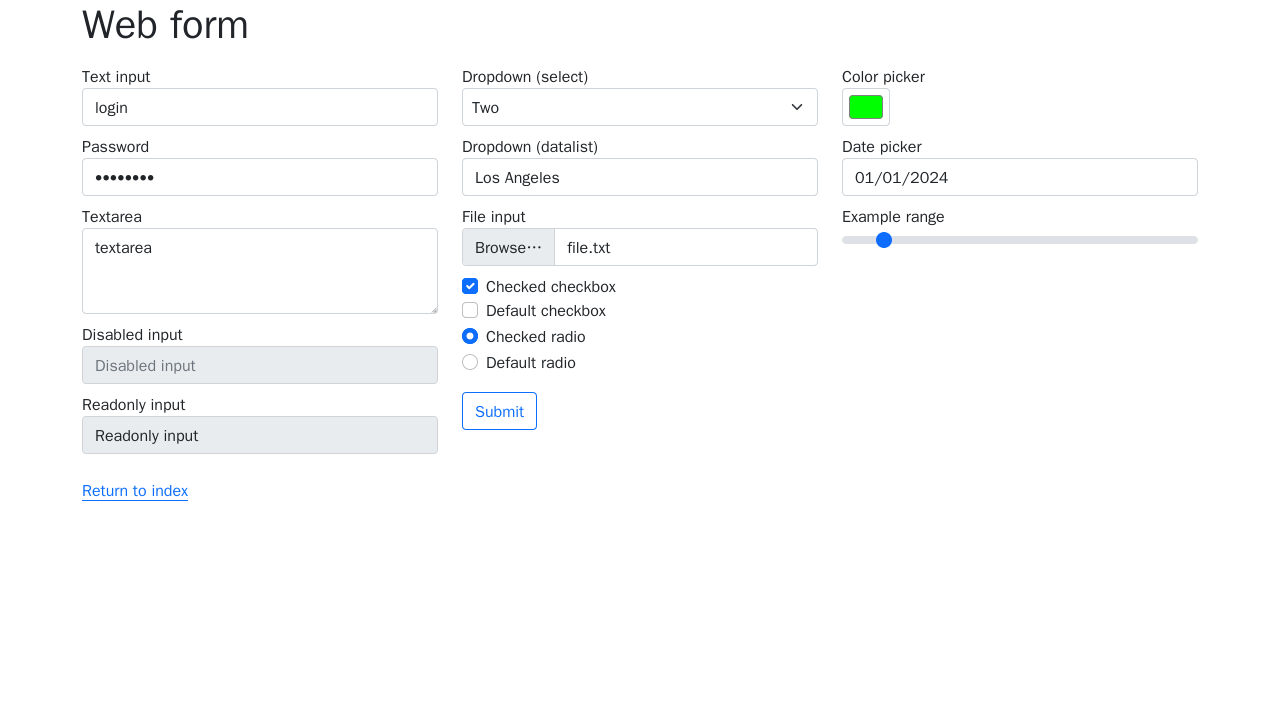 Web form
Text input
login
Password
••••••••
Textarea
textarea
Disabled input
Disabled input
Readonly input
Readonly input
Return to index
Dropdown (select)
Two
Dropdown (datalist)
Los Angeles
File input
Browse… file.txt
Checked checkbox
Default checkbox
Checked radio
Default radio
Submit
Color picker
Date picker
01/01/2024
Example range